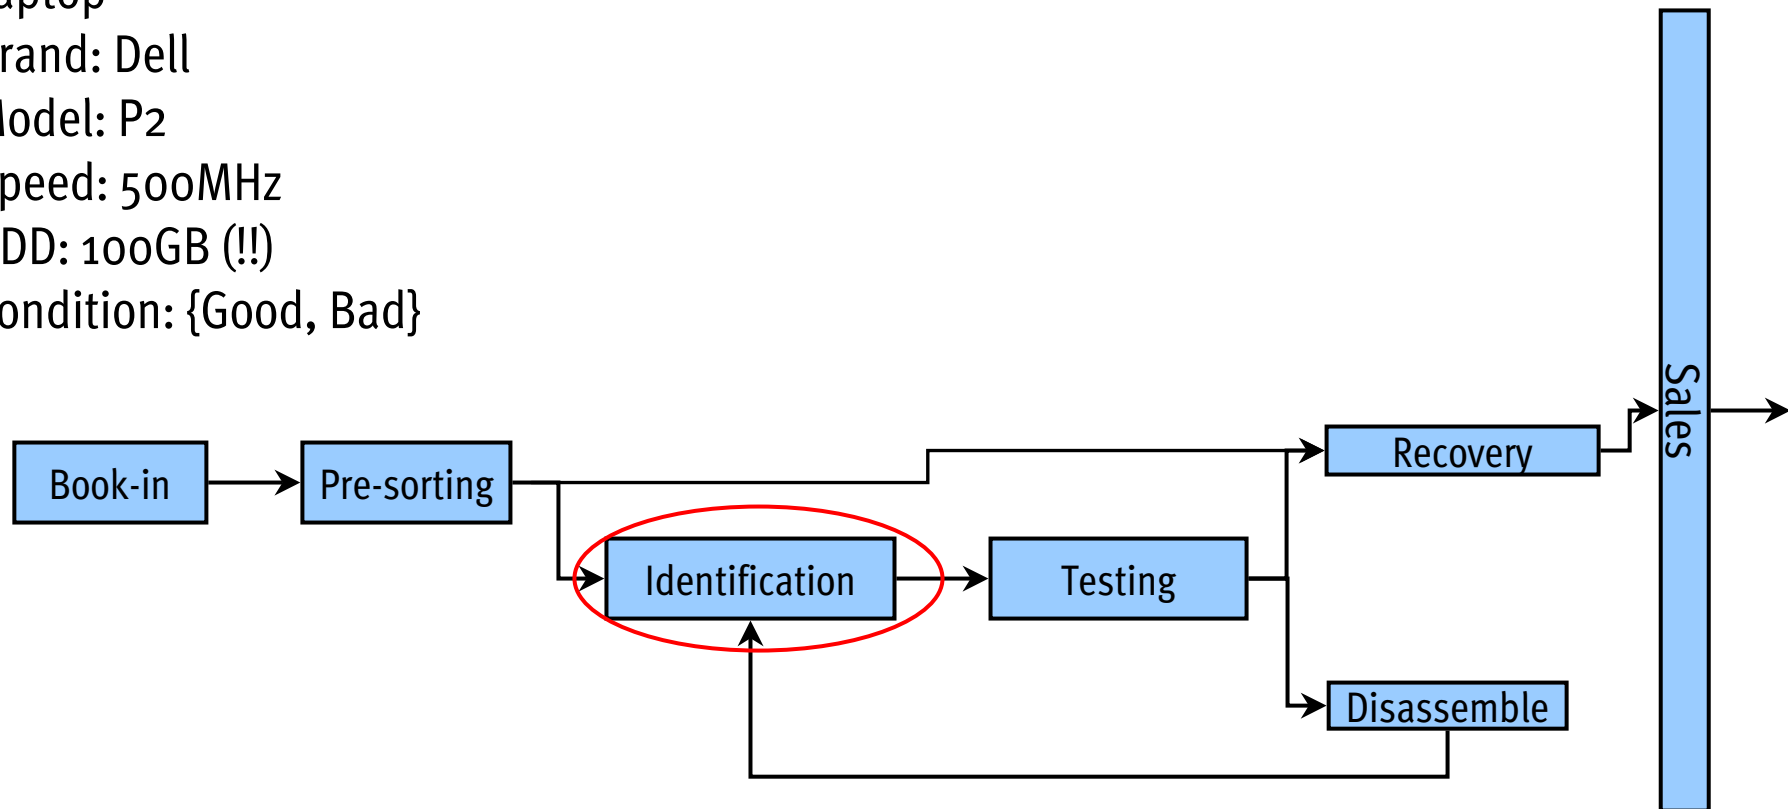 aptop
rand: Dell
odel: P2
peed: 500MHz
DD: 100GB (!!)
ondition: {Good, Bad}
Sales
Recovery
Book-in
Pre-sorting
Identification
Testing
Disassemble